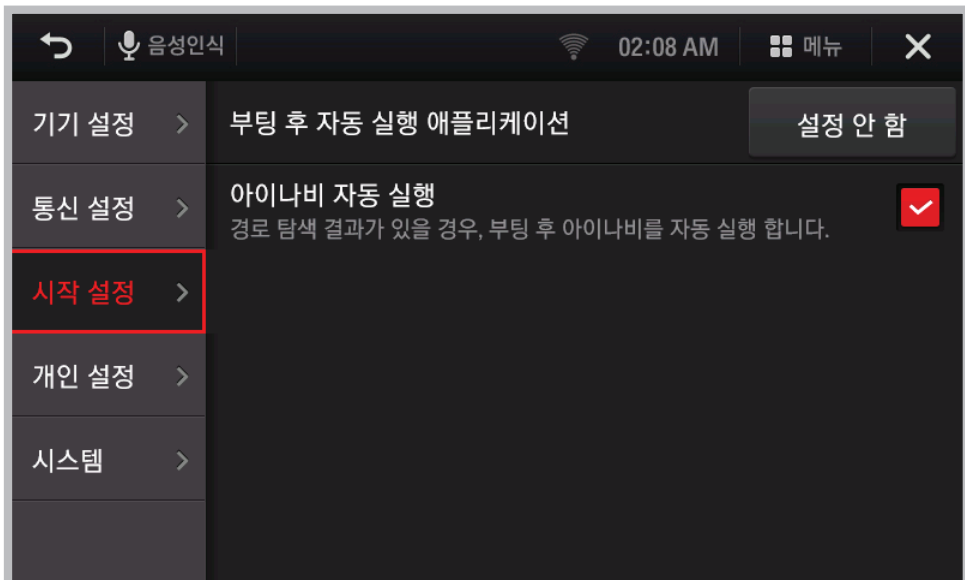 음성인식
02:08 AM
메뉴
기기 설정
부팅 후 자동 실행 애플리케이션
설정 안 함
통신 설정
아이나비 자동 실행
경로 탐색 결과가 있을 경우, 부팅 후 아이나비를 자동 실행 합니다.
시작 설정
개인 설정
시스템